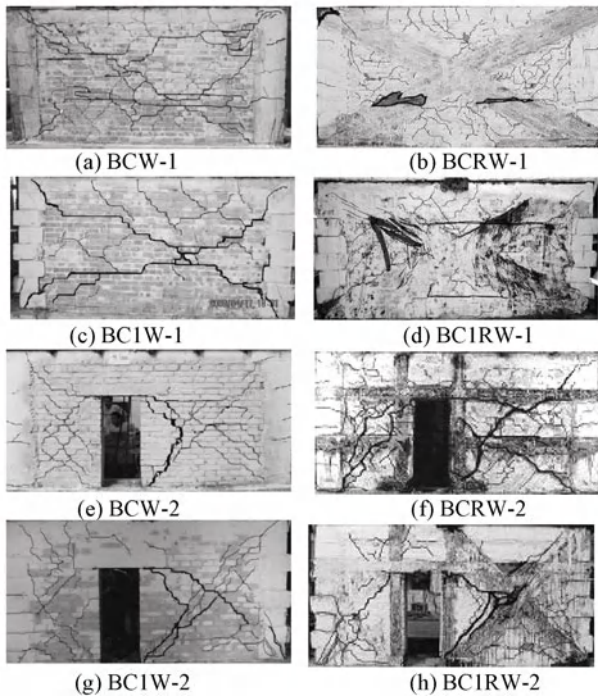 (a) BCW-1
(b) BCRW-1
(c) BC1W-1
(d) BC1RW-1
(e) BCW-2
(f) BCRW-2
(g) BC1W-2
(h) BC1RW-2